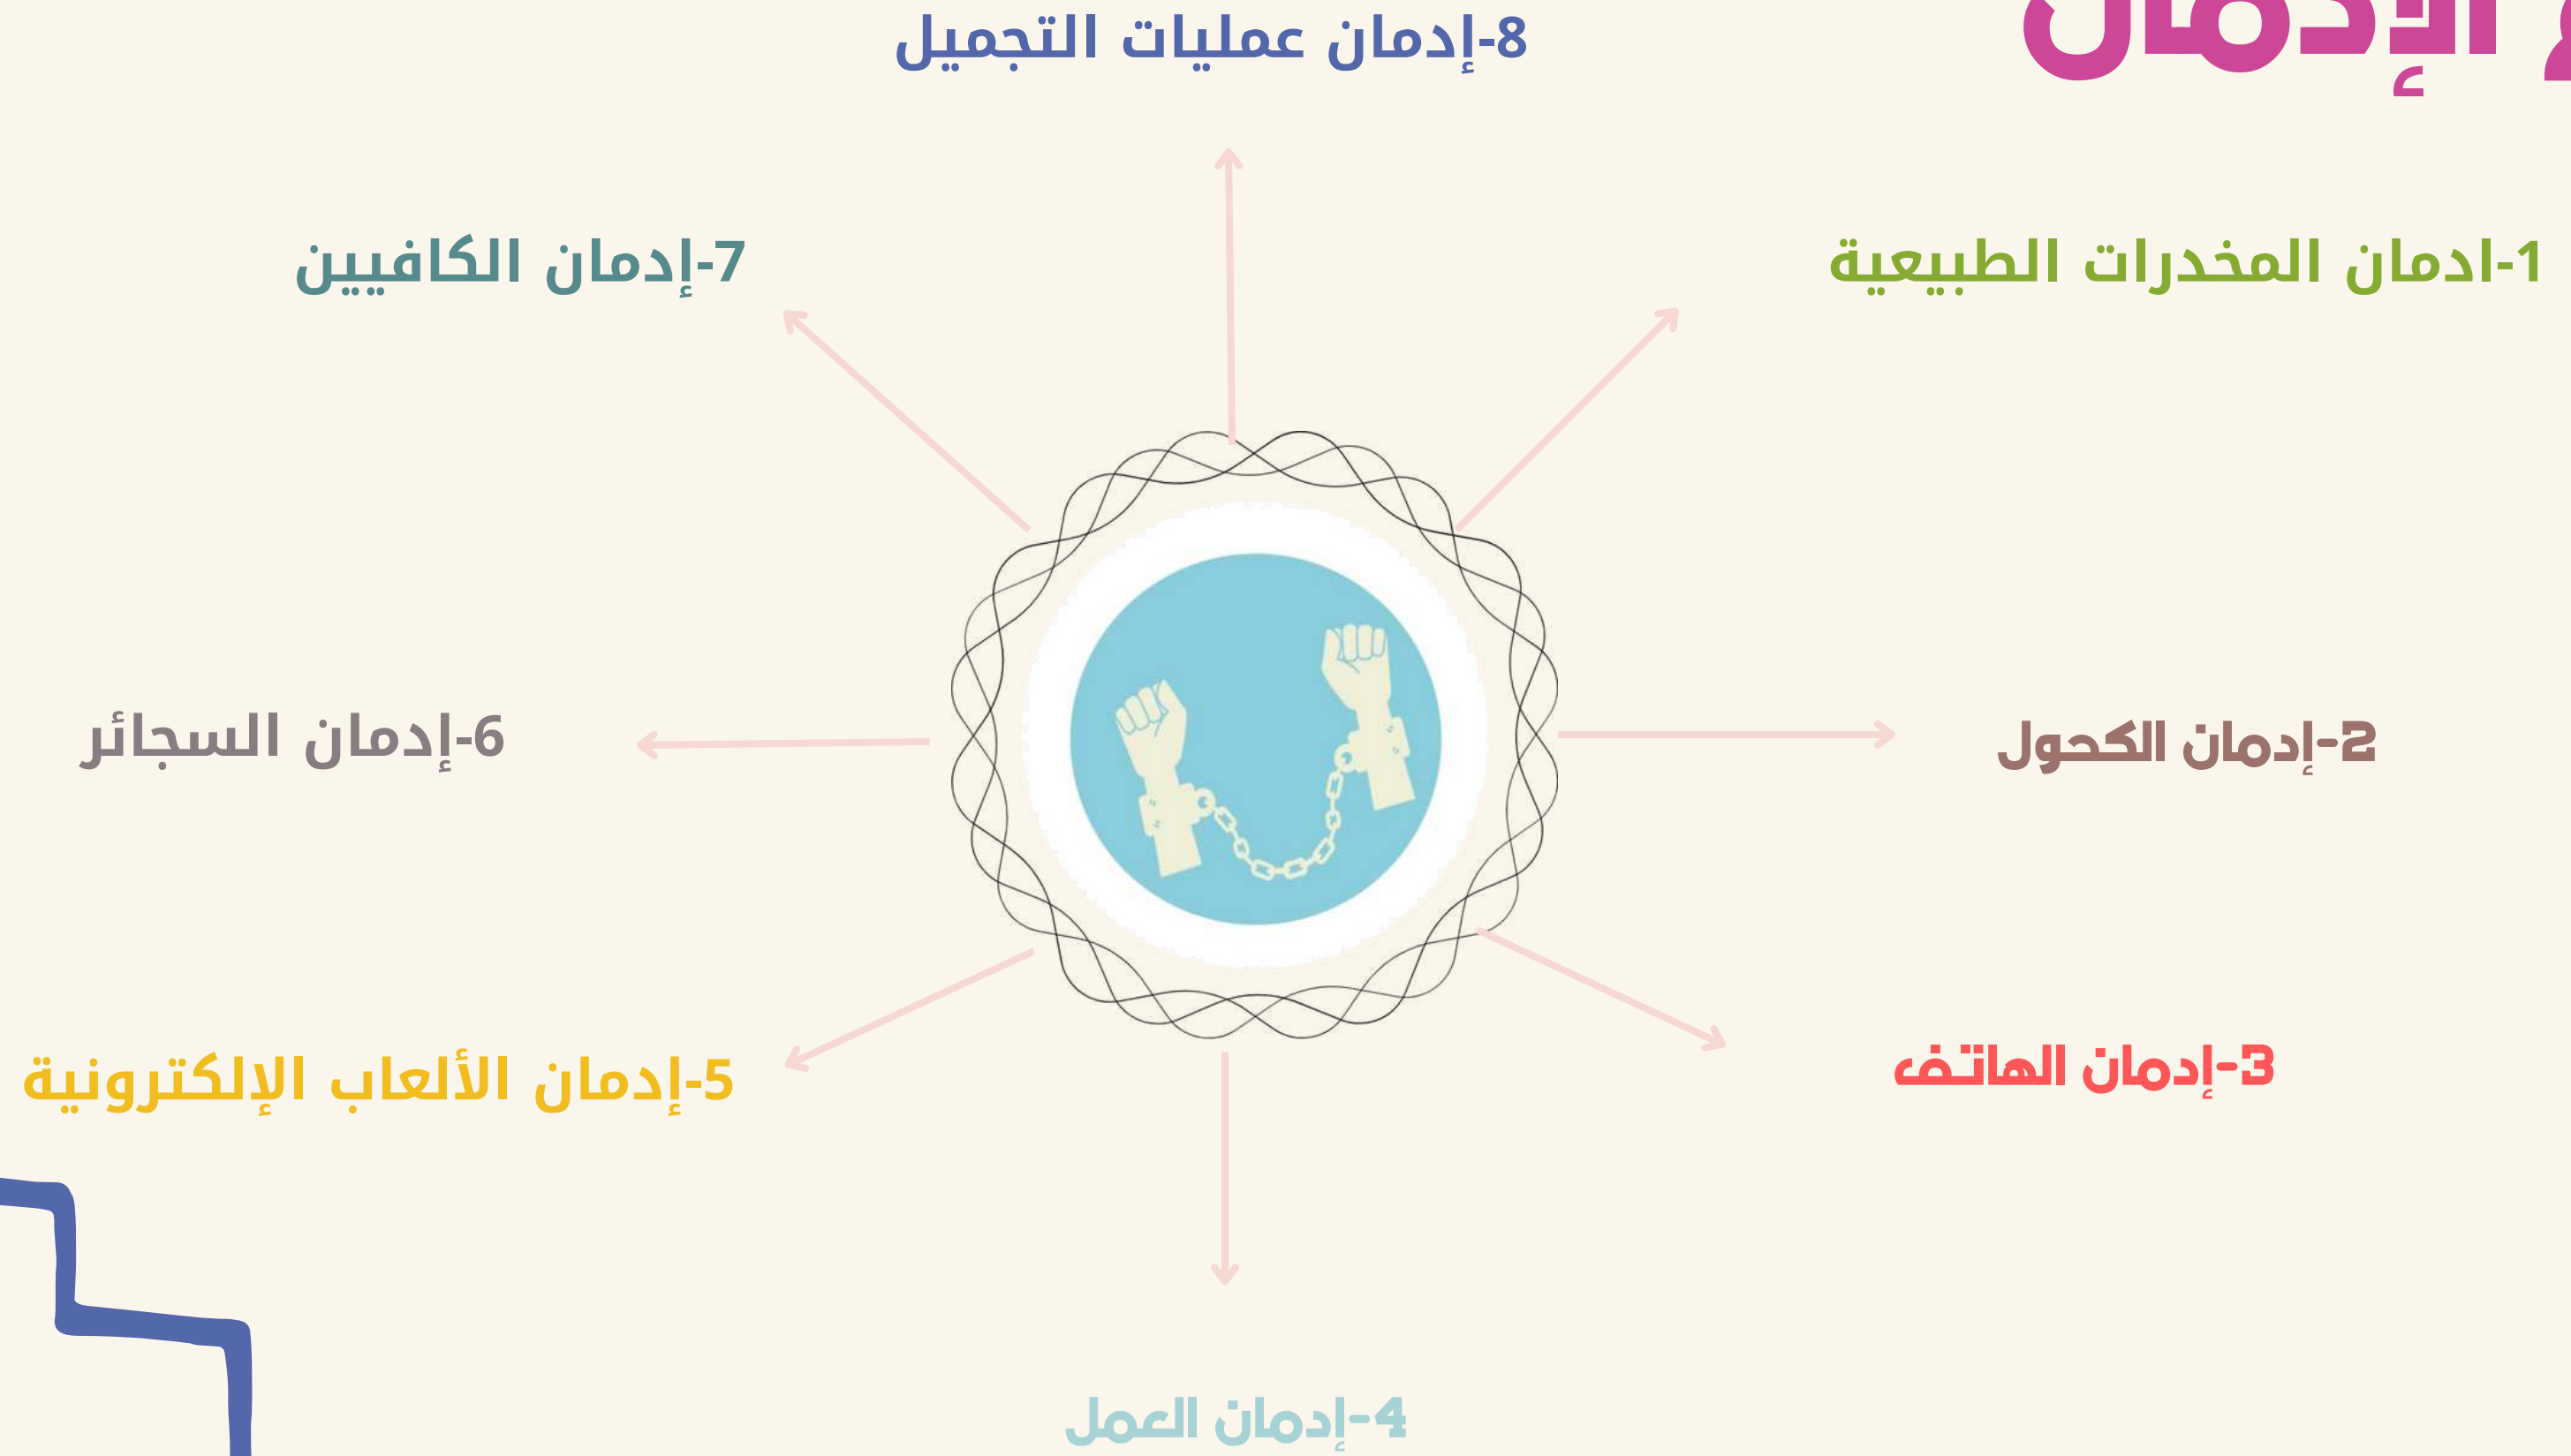 الإدمان
8-إدمان عمليات التجميل
1-ادمان المخدرات الطبيعية
7-إدمان الكافيين
2-إدمان الكحول
6-إدمان السجائر
3-إدمان الهاتف
5-إدمان الألعاب الإلكترونية
4-إدمان العمل